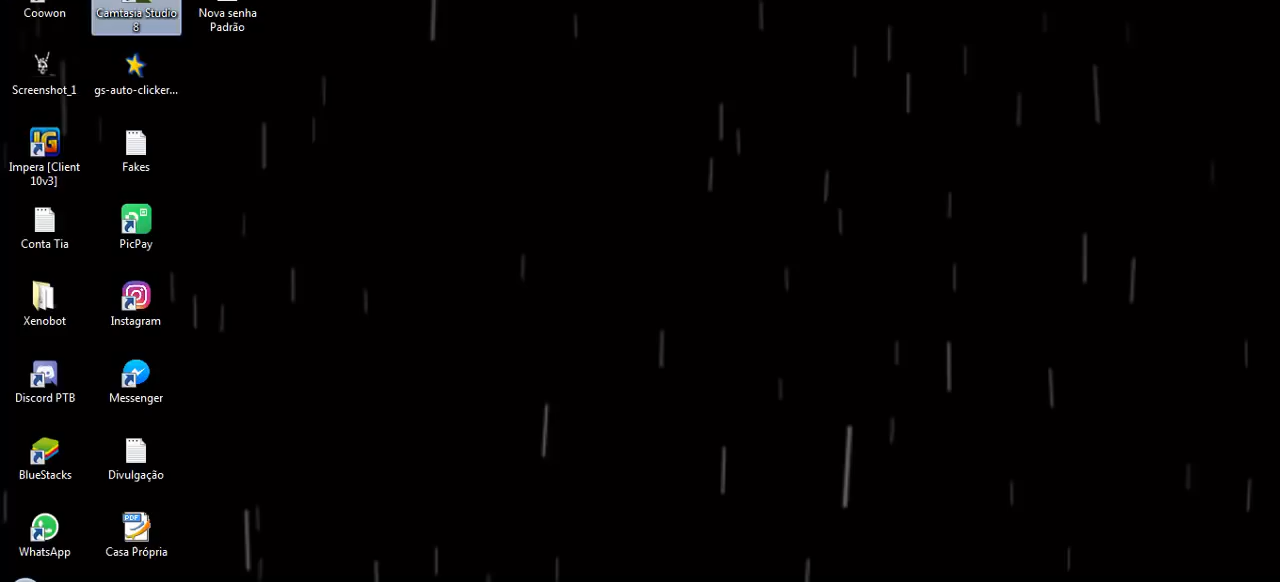 Coowon
Camtasia Studio
8
Nova senha
Padrão
Screenshot_1
gs-auto-clicker...
Impera [Client
10v3]
Fakes
Conta Tia
PicPay
Xenobot
Instagram
Discord PTB
Messenger
BlueStacks
Divulgação
WhatsApp
PDF
Casa Própria